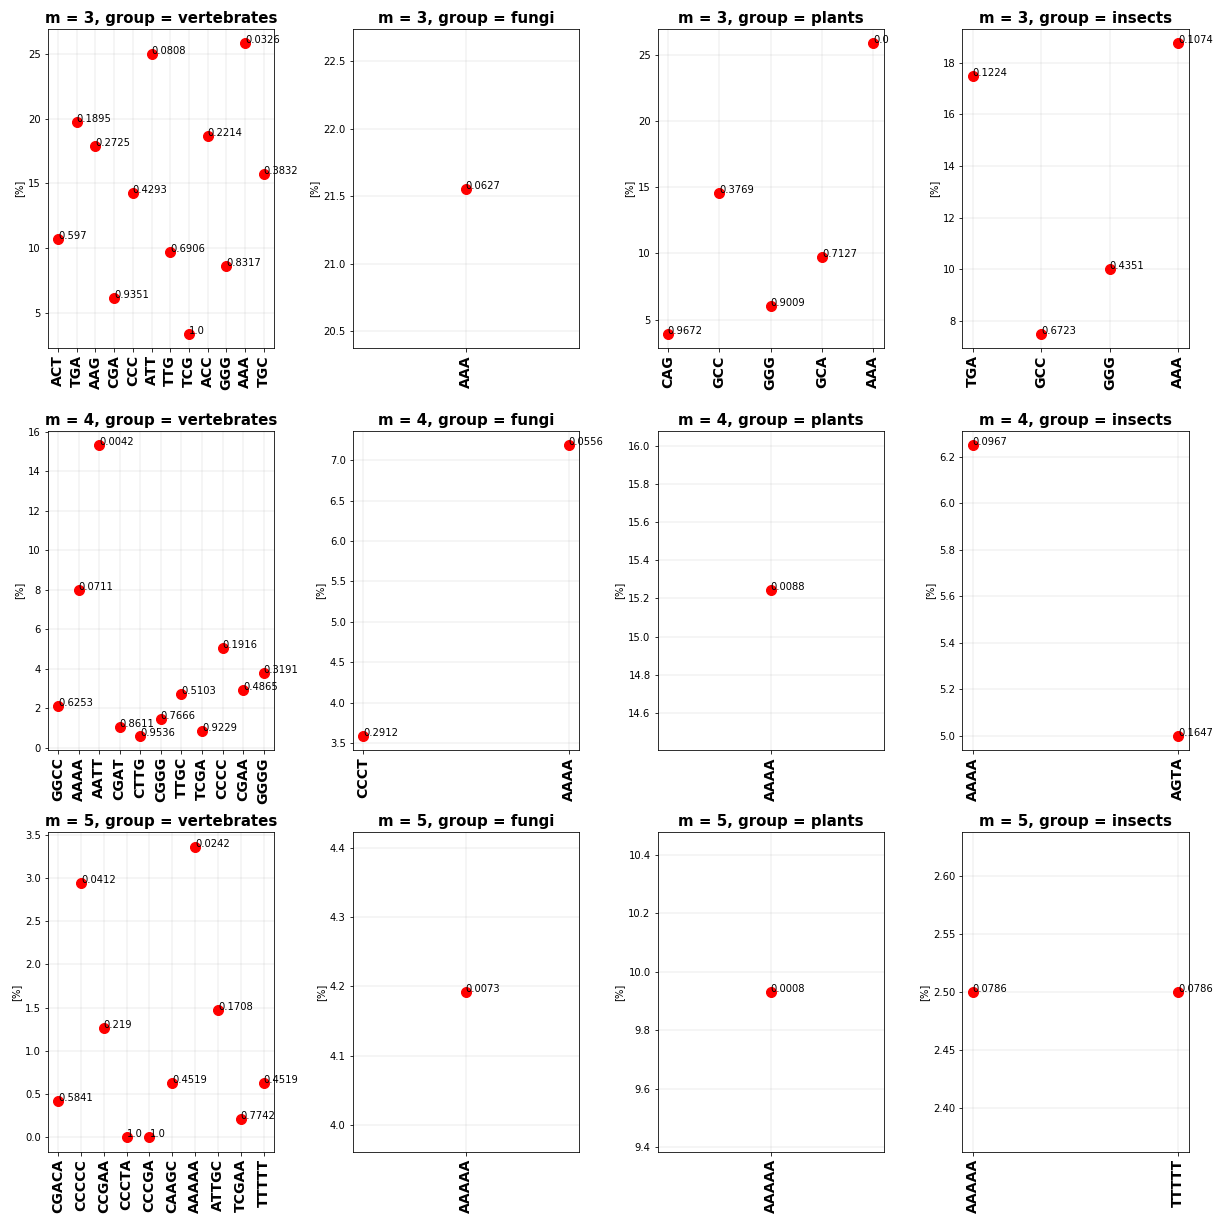 m = 3, group = vertebrates
[%]
25
20
15
10
5
0.597
0.1895
0.2725
0.9351
0.4293
0.0808
0.6906
1.0
0.2214
0.8317
0.0326
0.3832
ACT
TGA
AAG
CGA
CCC
ATT
TTG
TCG
ACC
GGG
AAA
TGC
m = 3, group = fungi
[%]
22.5
22.0
21.5
21.0
20.5
0.0627
AAA
m = 3, group = plants
[%]
25
20
15
10
5
0.9672
0.3769
0.9009
0.7127
0.0
CAG
GCC
GGG
GCA
AAA
m = 3, group = insects
[%]
18
16
14
12
10
8
0.1224
0.6723
0.4351
0.1074
TGA
GCC
GGG
AAA
m = 4, group = vertebrates
[%]
16
14
12
10
8
6
4
2
0
0.6253
0.0711
0.0042
0.8611
0.9536
0.7666
0.5103
0.9229
0.1916
0.4865
0.3191
GGCC
AAAA
AATT
CGAT
CTTG
CGGG
TTGC
TCGA
CCCC
CGAA
GGGG
m = 4, group = fungi
[%]
7.0
6.5
6.0
5.5
5.0
4.5
4.0
3.5
0.2912
0.0556
CCCT
AAAA
m = 4, group = plants
[%]
16.0
15.8
15.6
15.4
15.2
15.0
14.8
14.6
0.0088
AAAA
m = 4, group = insects
[%]
6.2
6.0
5.8
5.6
5.4
5.2
5.0
0.0967
0.1647
AAAA
AGTA
m = 5, group = vertebrates
[%]
3.5
3.0
2.5
2.0
1.5
1.0
0.5
0.0
0.5841
0.0412
0.219
1.0
1.0
0.4519
0.0242
0.1708
0.7742
0.4519
CGACA
CCCCC
CCGAA
CCCTA
CCCGA
CAAGC
AAAAA
ATTGC
TCGAA
TTTTT
m = 5, group = fungi
[%]
4.4
4.3
4.2
4.1
4.0
0.0073
AAAAA
m = 5, group = plants
[%]
10.4
10.2
10.0
9.8
9.6
9.4
0.0008
AAAAA
m = 5, group = insects
[%]
2.60
2.55
2.50
2.45
2.40
0.0786
0.0786
AAAAA
TTTTT